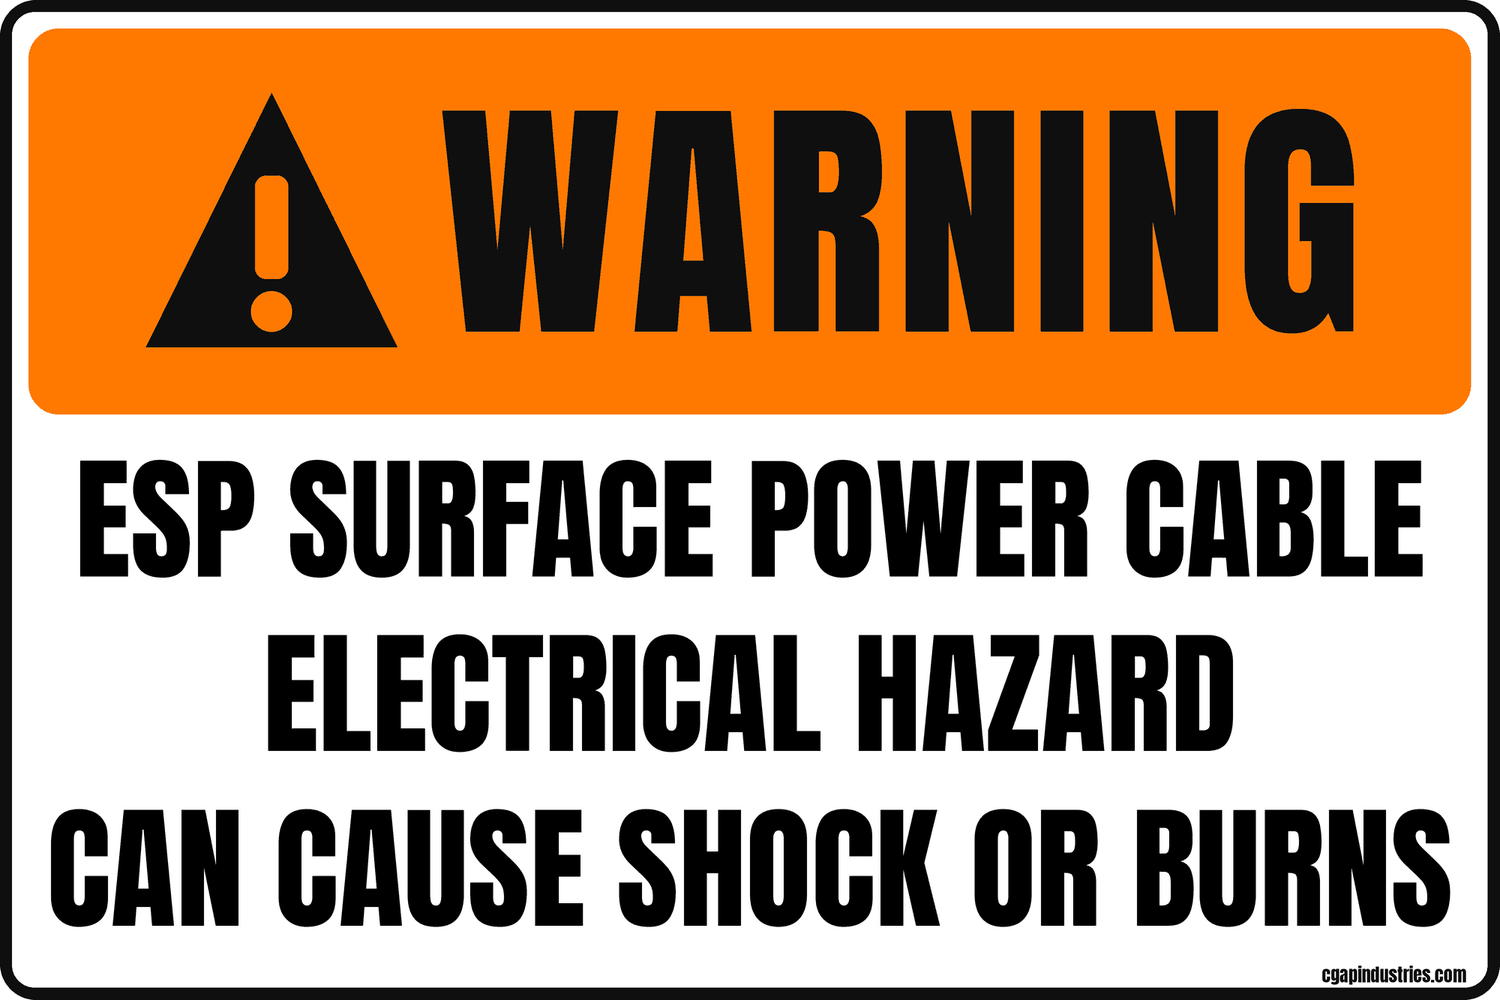 WARNING
ESP SURFACE POWER CABLE
ELECTRICAL HAZARD
CAN CAUSE SHOCK OR BURNS
cgapindustries.com